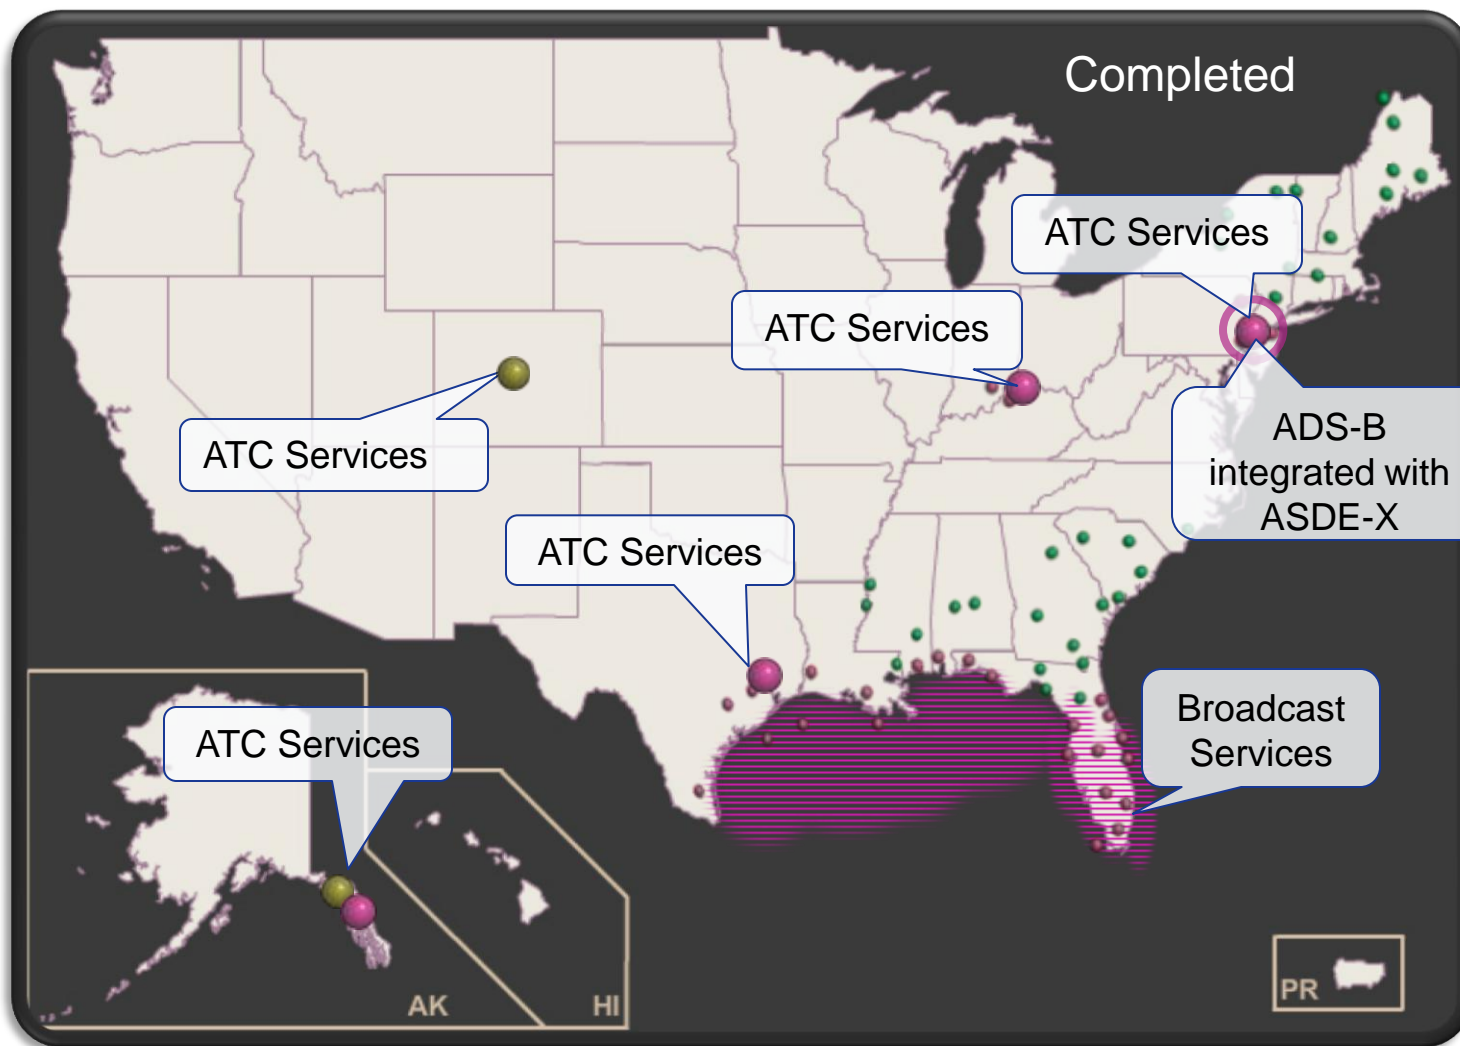 Completed
ATC Services
ATC Services
ADS-B
integrated with
ASDE-X
ATC Services
ATC Services
Broadcast
Services
ATC Services
AK
HI
PR